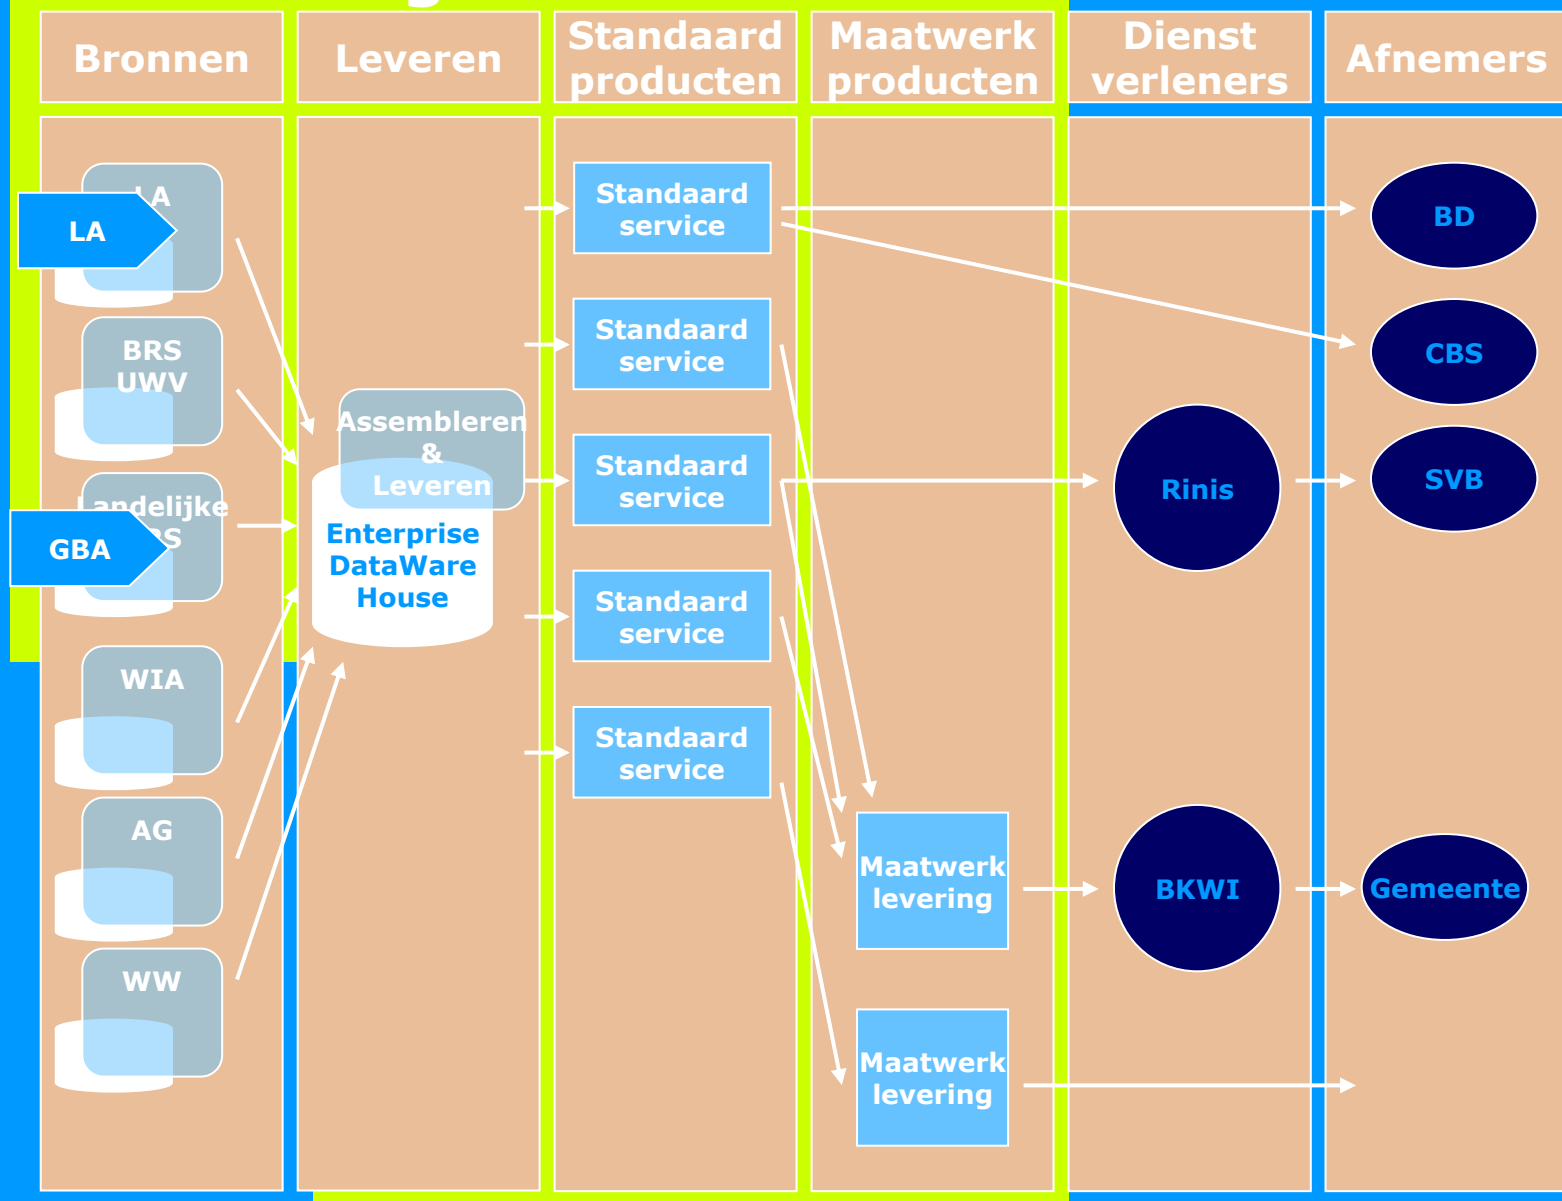 Bronnen
Leveren
Standaard
producten
Maatwerk
producten
Dienst
verleners
Afnemers
LA
LA
BRS
UWV
Landelijke
GBA
WIA
AG
WW
Assembleren
&
Leveren
Enterprise
DataWare
House
Standaard
service
Standaard
service
Standaard
service
Standaard
service
Standaard
service
Maatwerk
levering
Maatwerk
levering
Rinis
BKWI
BD
CBS
SVB
Gemeente